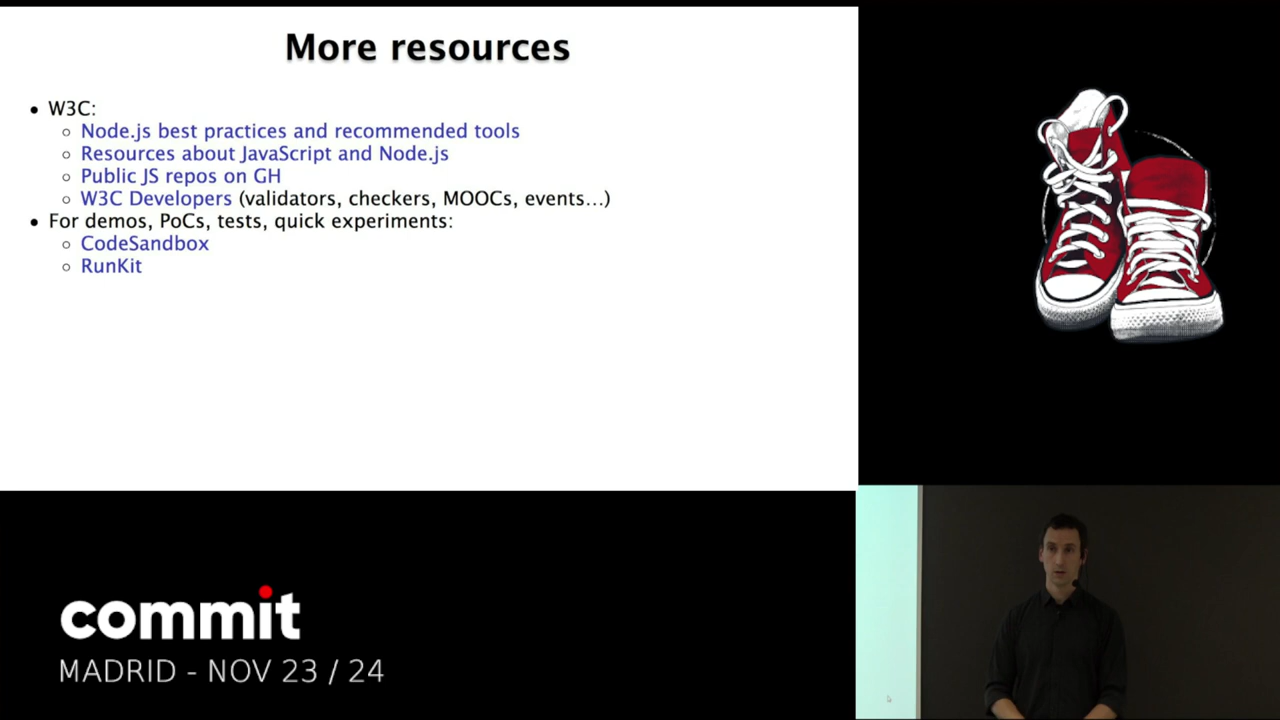 More resources
• W3C:
◦ Node.js best practices and recommended tools
◦ Resources about JavaScript and Node.js
◦ Public JS repos on GH
◦ W3C Developers (validators, checkers, MOOCs, events…)
• For demos, PoCs, tests, quick experiments:
◦ CodeSandbox
◦ RunKit
commit
MADRID - NOV 23 / 24